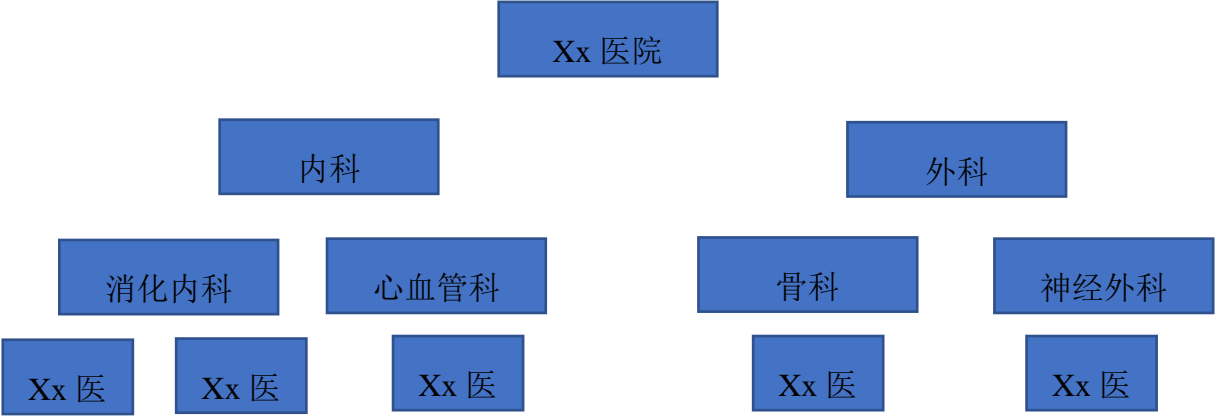 Xx 医院
内科
外科
消化内科
心血管科
骨科
神经外科
Xx 医
Xx 医
Xx 医
Xx 医
Xx 医